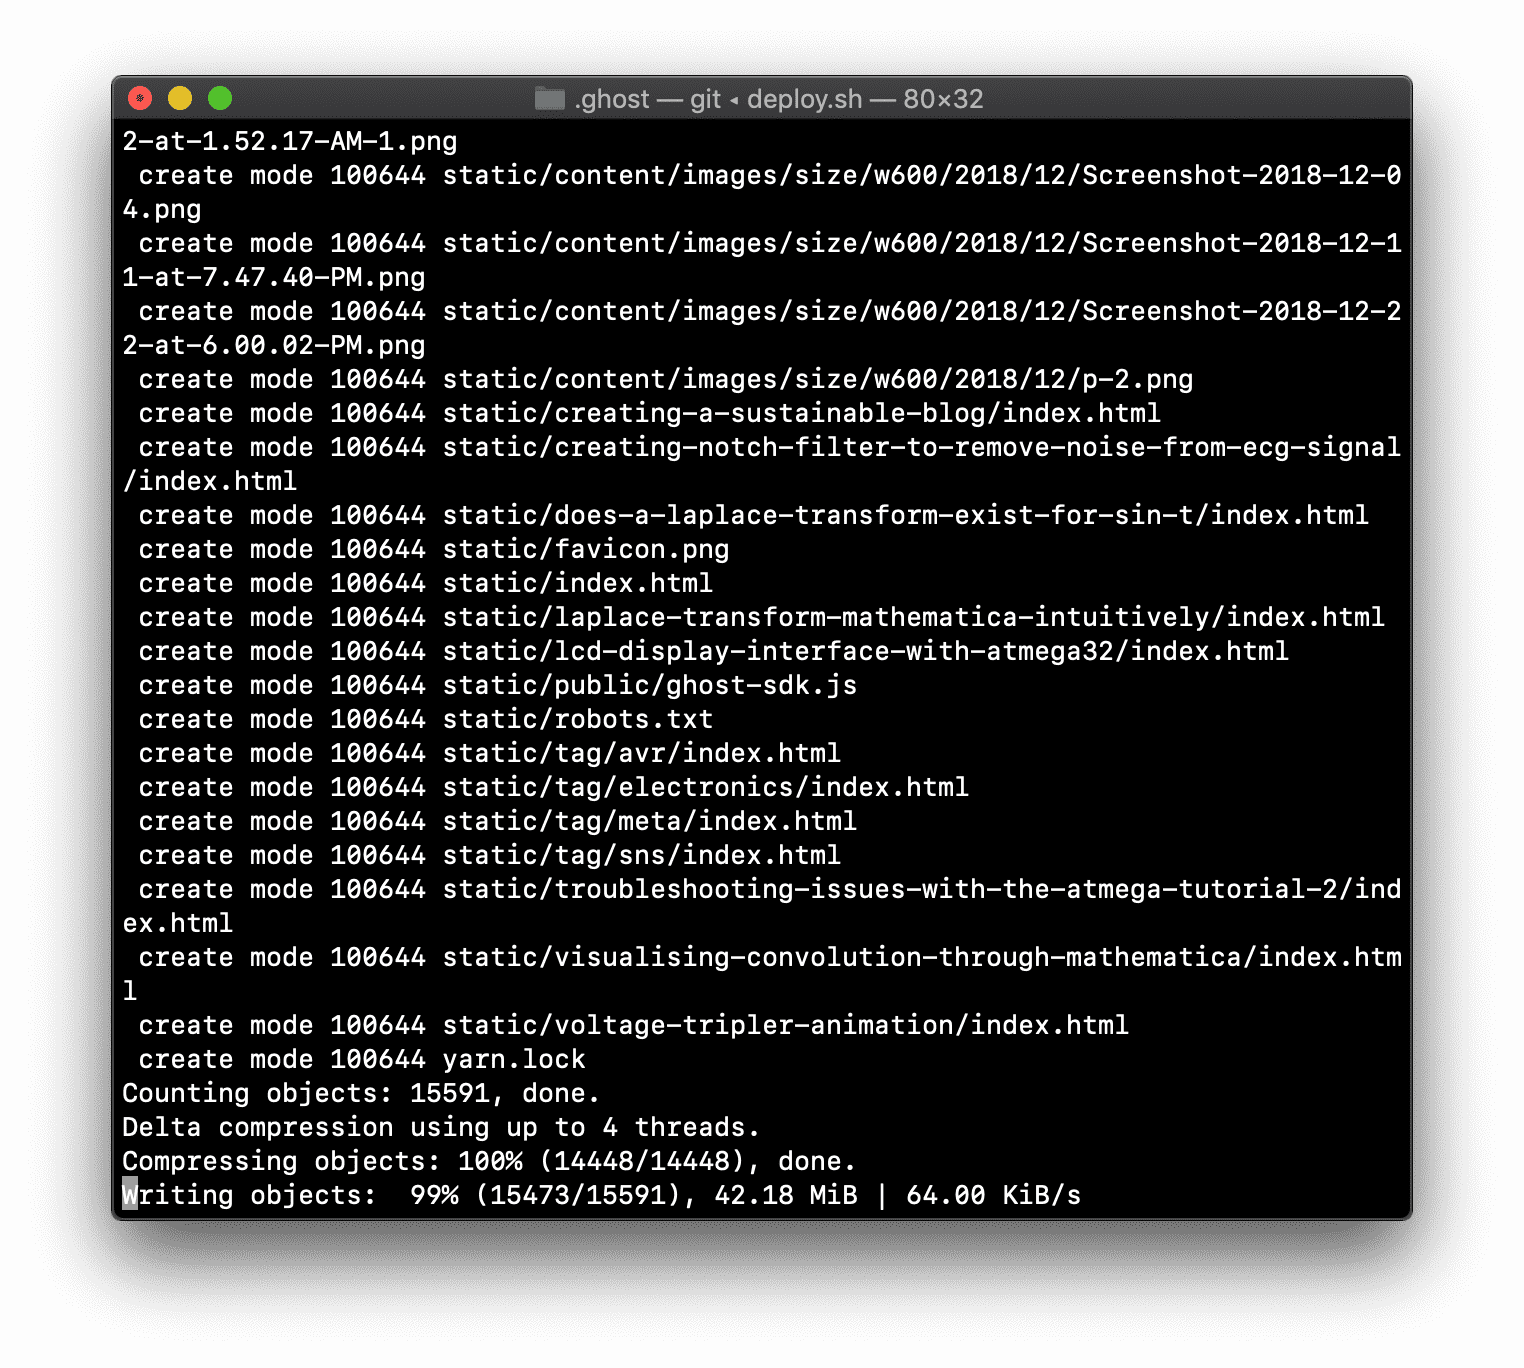 .ghost — git ◂ deploy.sh — 80×32
2-at-1.52.17-AM-1.png
 create mode 100644 static/content/images/size/w600/2018/12/Screenshot-2018-12-0
4.png
 create mode 100644 static/content/images/size/w600/2018/12/Screenshot-2018-12-1
1-at-7.47.40-PM.png
 create mode 100644 static/content/images/size/w600/2018/12/Screenshot-2018-12-2
2-at-6.00.02-PM.png
 create mode 100644 static/content/images/size/w600/2018/12/p-2.png
 create mode 100644 static/creating-a-sustainable-blog/index.html
 create mode 100644 static/creating-notch-filter-to-remove-noise-from-ecg-signal
/index.html
 create mode 100644 static/does-a-laplace-transform-exist-for-sin-t/index.html
 create mode 100644 static/favicon.png
 create mode 100644 static/index.html
 create mode 100644 static/laplace-transform-mathematica-intuitively/index.html
 create mode 100644 static/lcd-display-interface-with-atmega32/index.html
 create mode 100644 static/public/ghost-sdk.js
 create mode 100644 static/robots.txt
 create mode 100644 static/tag/avr/index.html
 create mode 100644 static/tag/electronics/index.html
 create mode 100644 static/tag/meta/index.html
 create mode 100644 static/tag/sns/index.html
 create mode 100644 static/troubleshooting-issues-with-the-atmega-tutorial-2/ind
ex.html
 create mode 100644 static/visualising-convolution-through-mathematica/index.htm
l
 create mode 100644 static/voltage-tripler-animation/index.html
 create mode 100644 yarn.lock
Counting objects: 15591, done.
Delta compression using up to 4 threads.
Compressing objects: 100% (14448/14448), done.
Writing objects:  99% (15473/15591), 42.18 MiB | 64.00 KiB/s